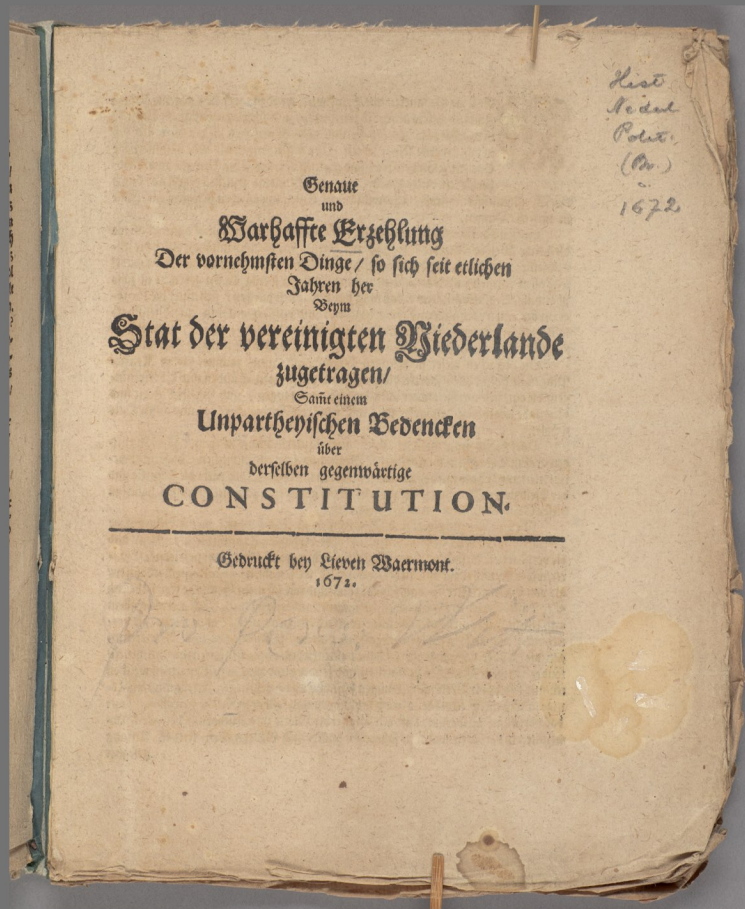 Genaue
und
Warhaffte Erzehlung
Der vornehmsten Dinge / so sich seit etlichen
Jahren her
Beym
Stat der vereinigten Niederlande
zugetragen /
Sam̃t einem
Unpartheyischen Bedencken
über
derselben gegenwärtige
CONSTITUTION.
Gedruckt bey Lieven Waermont.
1672.
Hist
Nederl
Polit.
1672